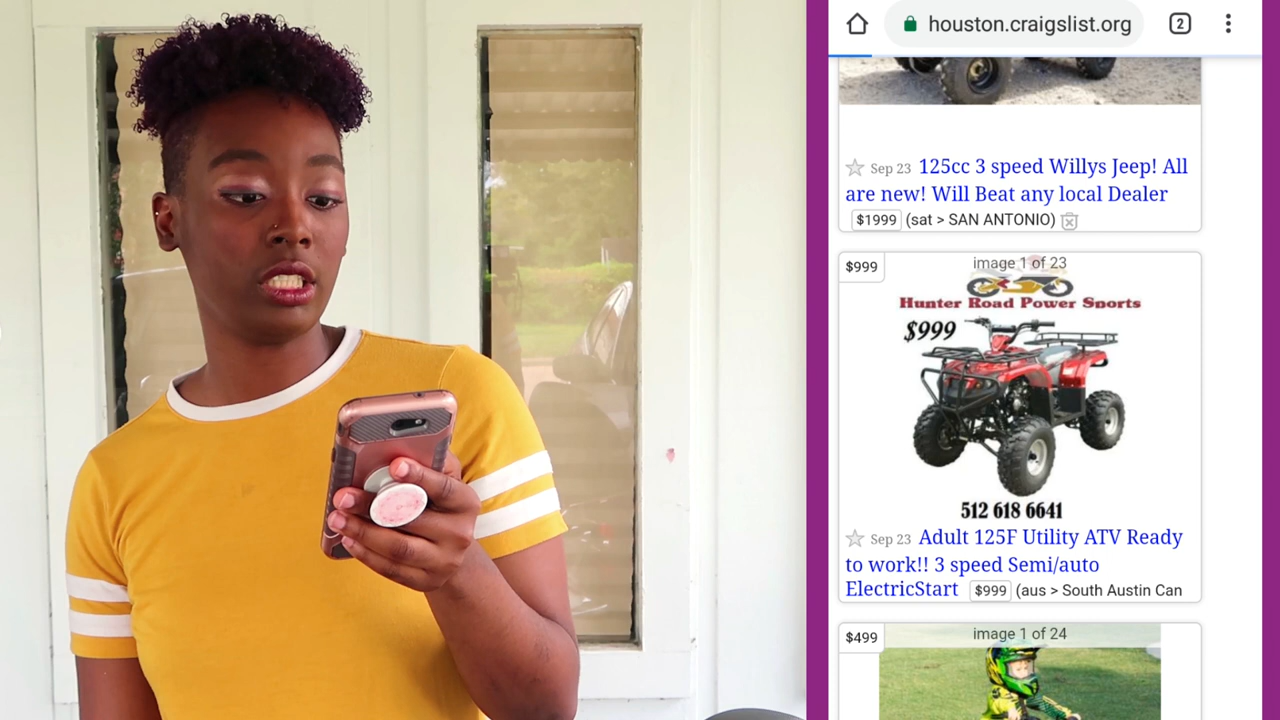 houston.craigslist.org
2
Sep 23 125cc 3 speed Willys Jeep! All
are new! Will Beat any local Dealer
$1999 (sat > SAN ANTONIO)
$999
image 1 of 23
Hunter Road Power Sports
$999
512 618 6641
Sep 23 Adult 125F Utility ATV Ready
to work!! 3 speed Semi/auto
ElectricStart $999 (aus > South Austin Can
$499
image 1 of 24